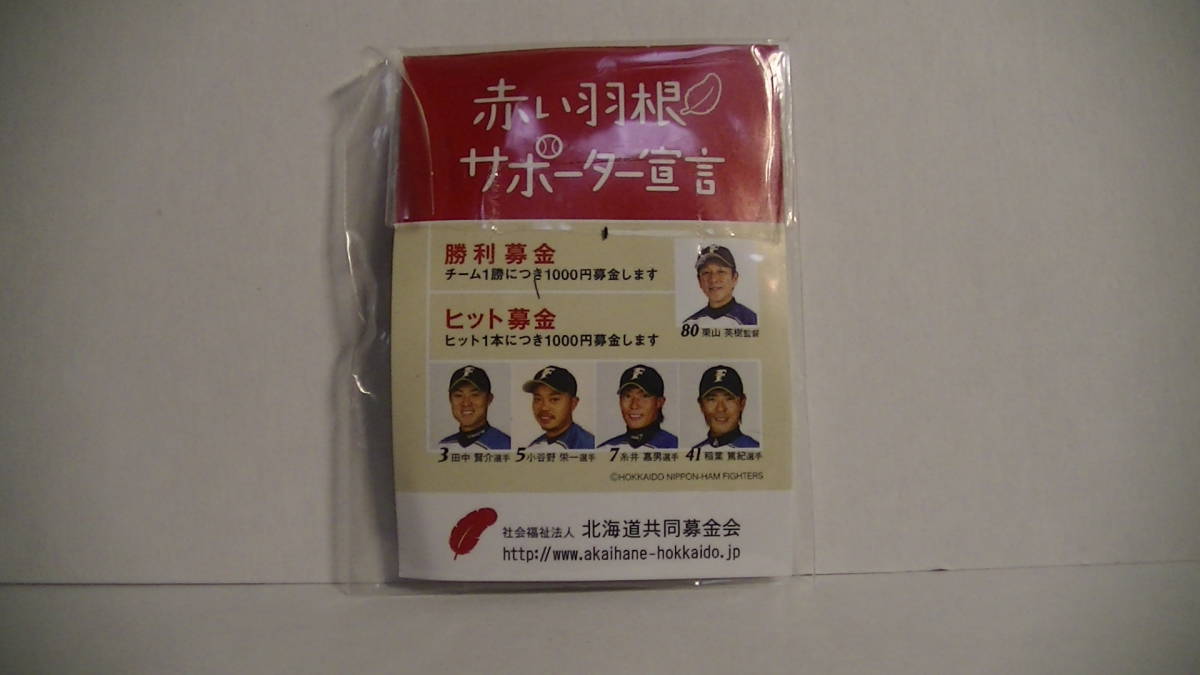 赤い羽根
サポーター宣言
勝利募金
チーム1勝につき1000円募金します
ヒット募金
ヒット1本につき1000円募金します
80 栗山 英樹監督
3 田中 賢介選手 5 小谷野 栄一選手 7 糸井 嘉男選手 41 稲葉 篤紀選手
©HOKKAIDO NIPPON-HAM FIGHTERS
社会福祉法人 北海道共同募金会
http://www.akaihane-hokkaido.jp